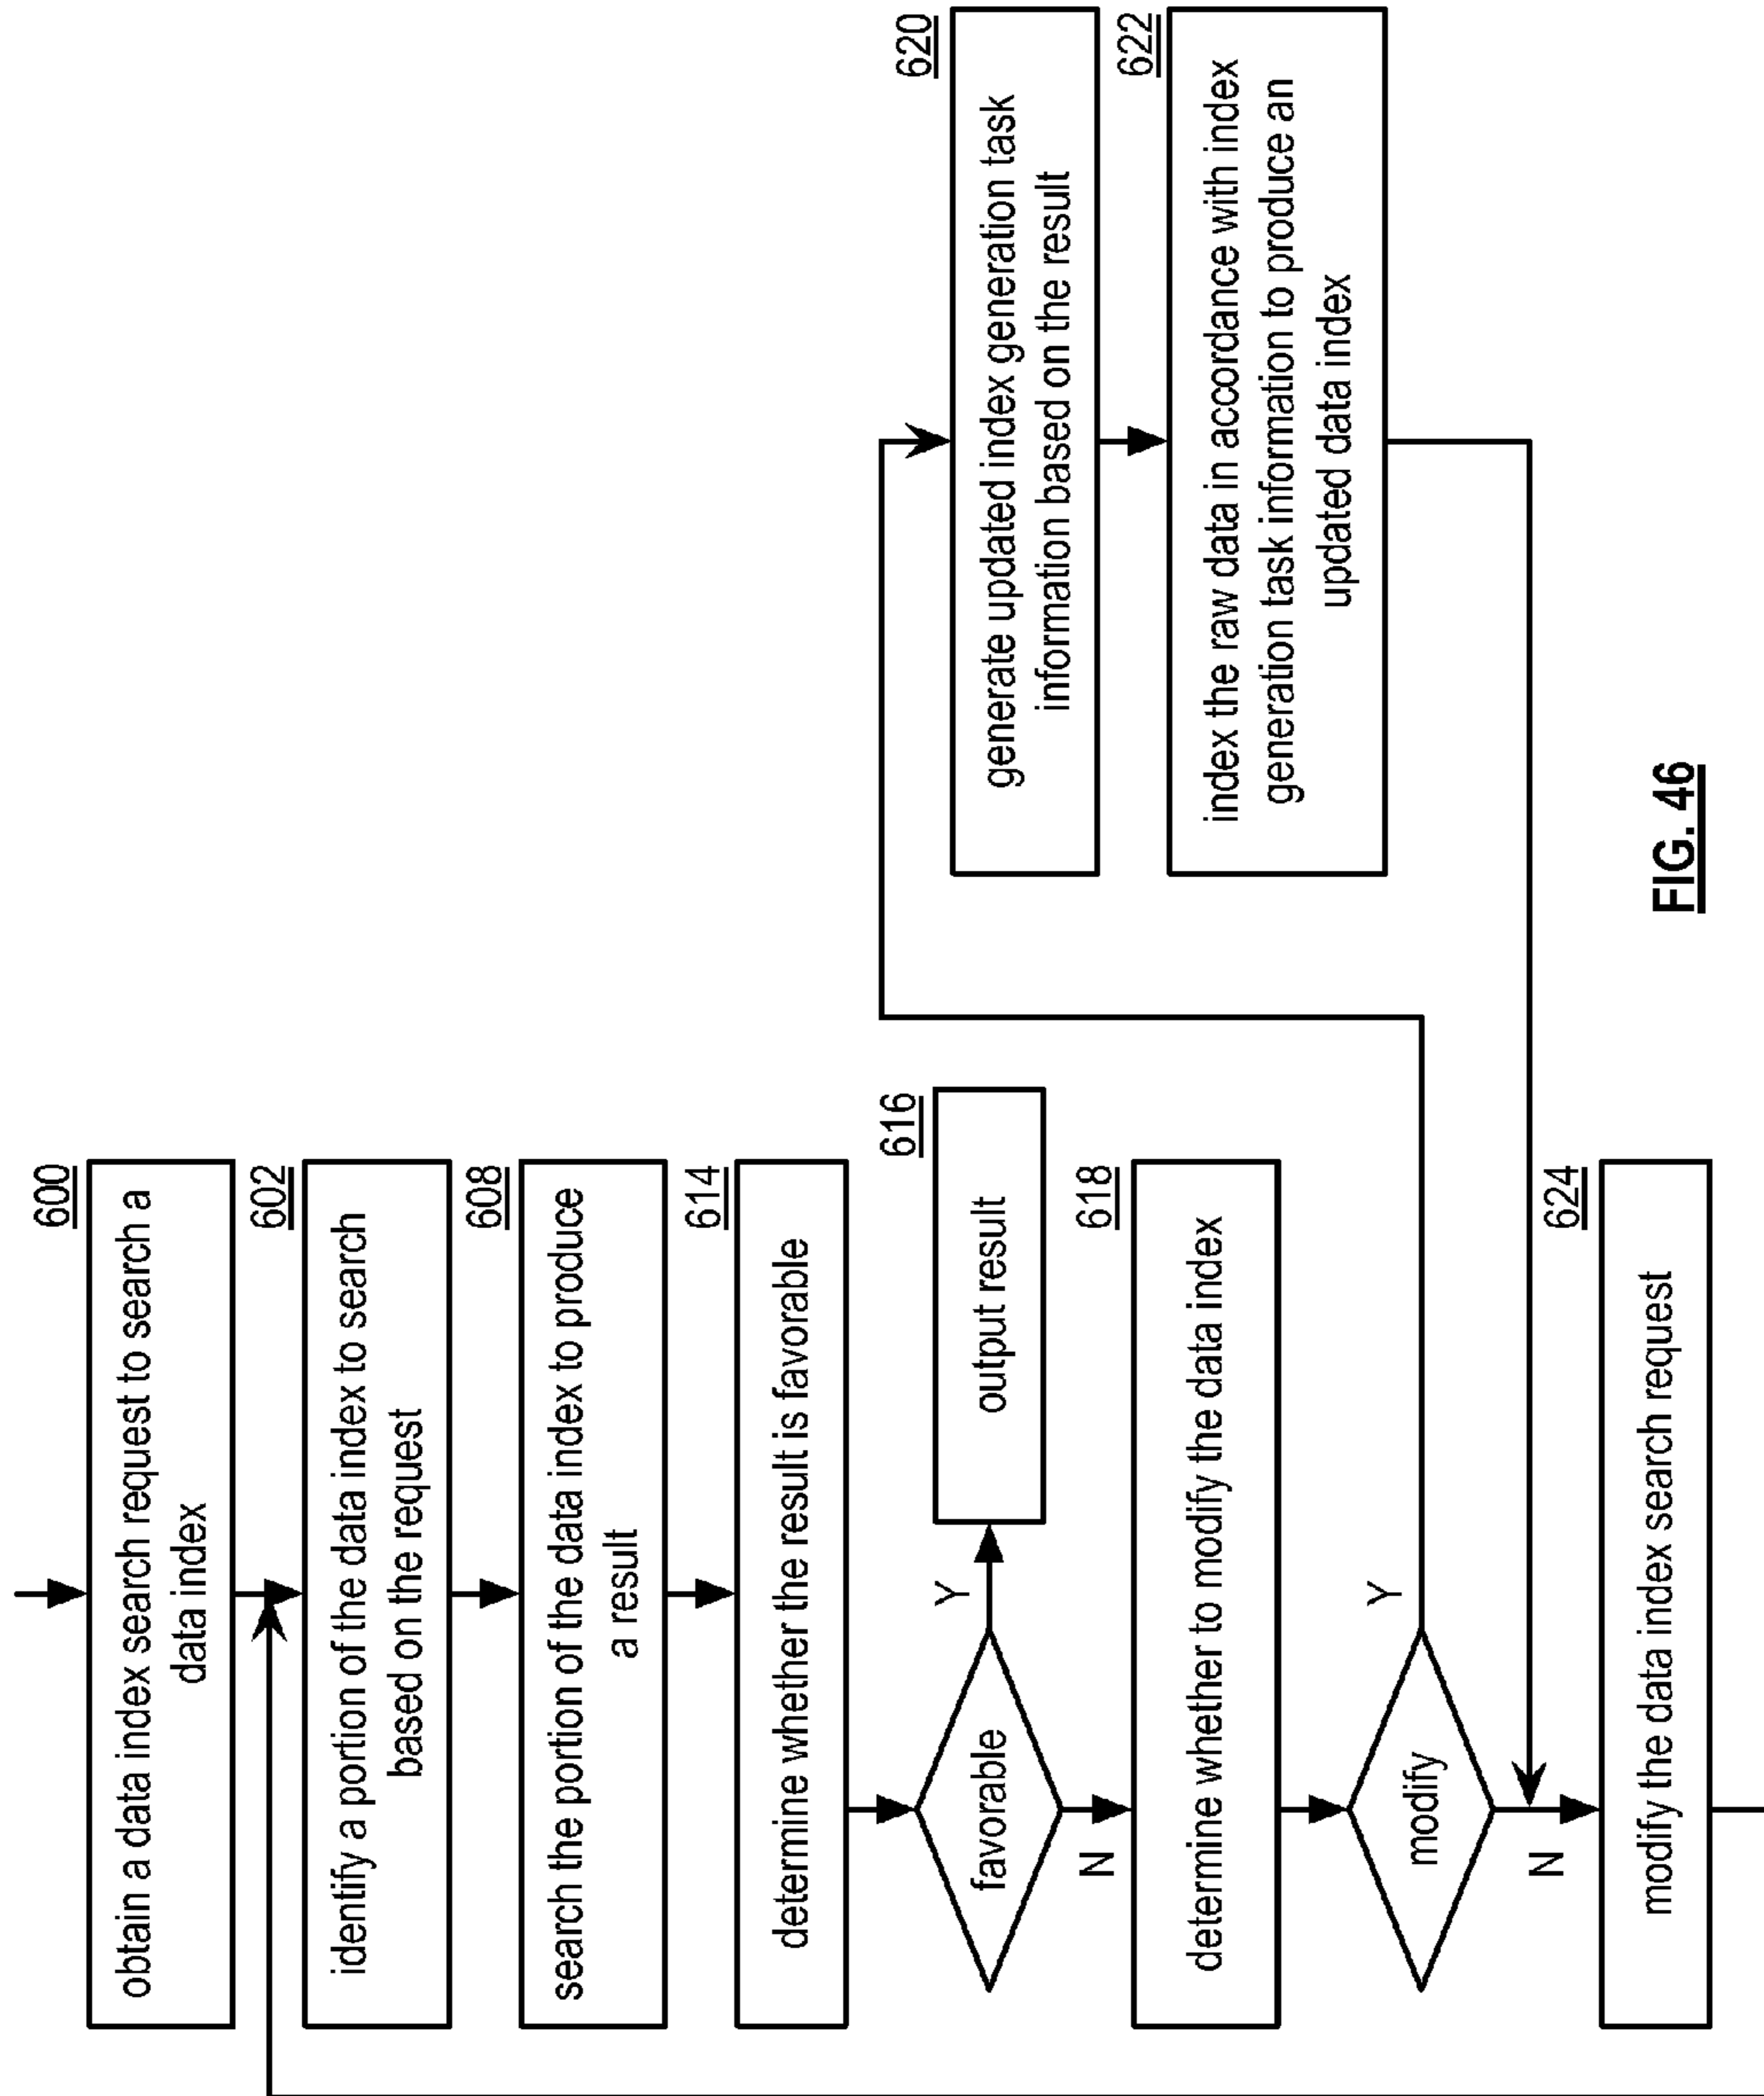 600
obtain a data index search request to search a
data index
602
identify a portion of the data index to search
based on the request
608
search the portion of the data index to produce
a result
614
determine whether the result is favorable
favorable
Y
616
output result
N
618
determine whether to modify the data index
modify
Y
620
generate updated index generation task
information based on the result
622
index the raw data in accordance with index
generation task information to produce an
updated data index
N
624
modify the data index search request
FIG. 46